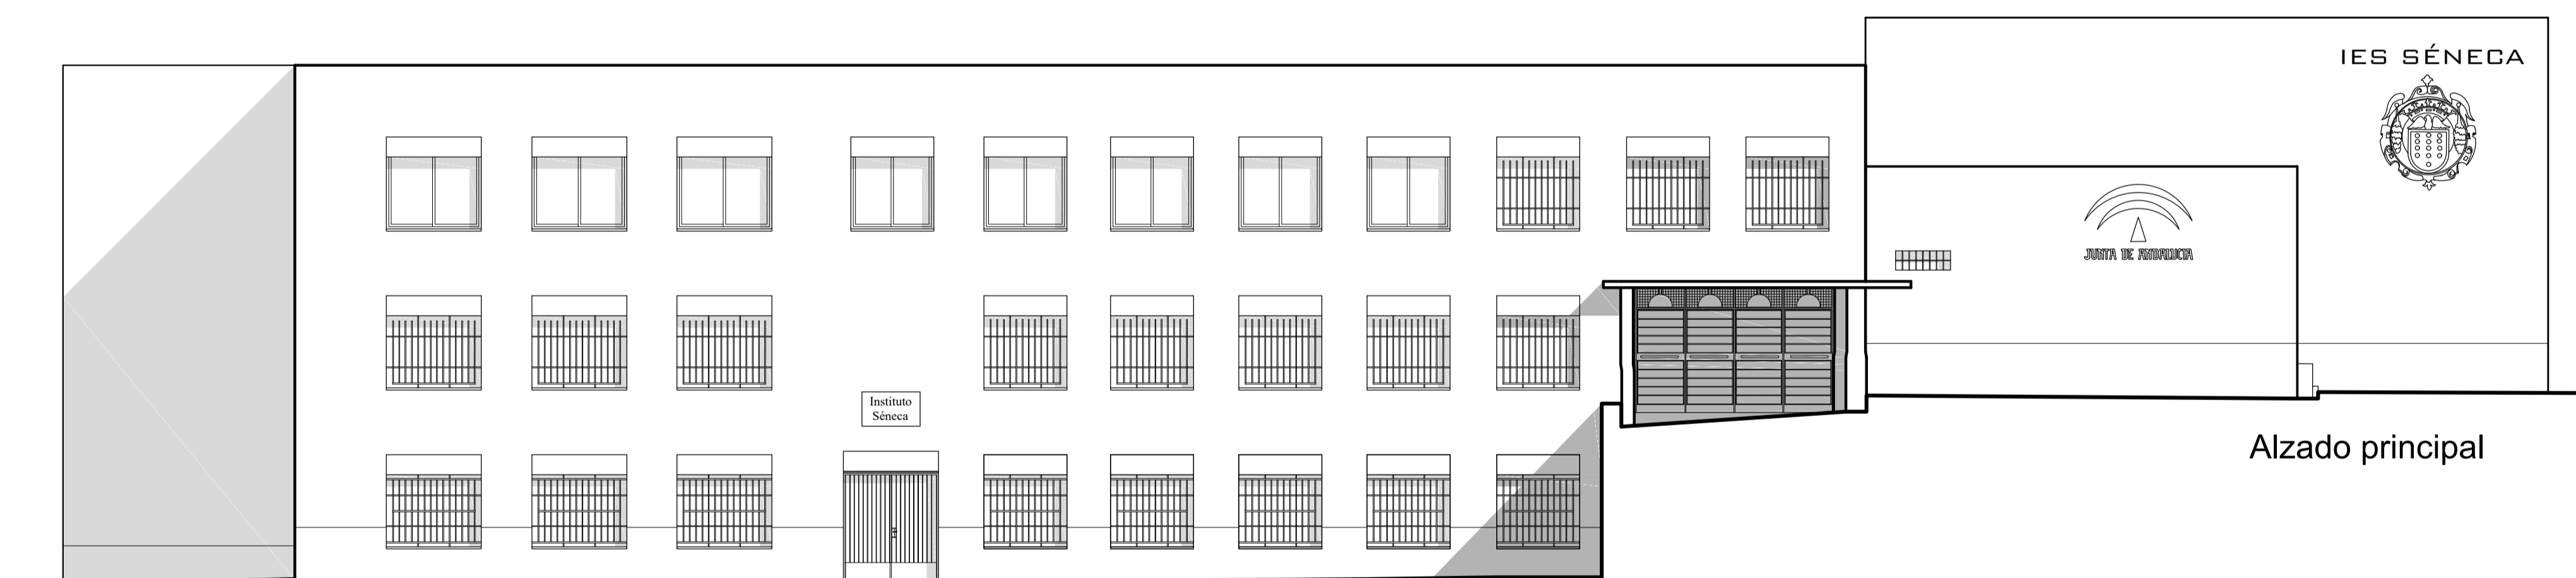 IES SÉNECA
JUNTA DE ANDALUCIA
Instituto
Séneca
Alzado principal